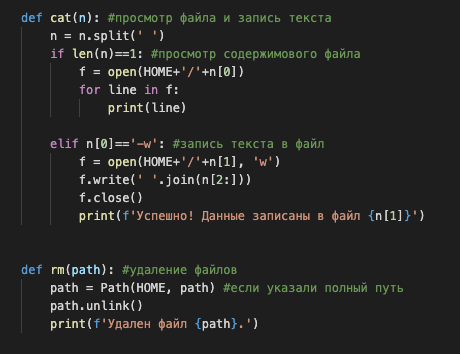 def cat(n): #просмотр файла и запись текста
    n = n.split(' ')
    if len(n)==1: #просмотр содержимого файла
        f = open(HOME+'/'+n[0])
        for line in f:
            print(line)

    elif n[0]=='-w': #запись текста в файл
        f = open(HOME+'/'+n[1], 'w')
        f.write(' '.join(n[2:]))
        f.close()
        print(f'Успешно! Данные записаны в файл {n[1]}')


def rm(path): #удаление файлов
    path = Path(HOME, path) #если указали полный путь
    path.unlink()
    print(f'Удален файл {path}.')